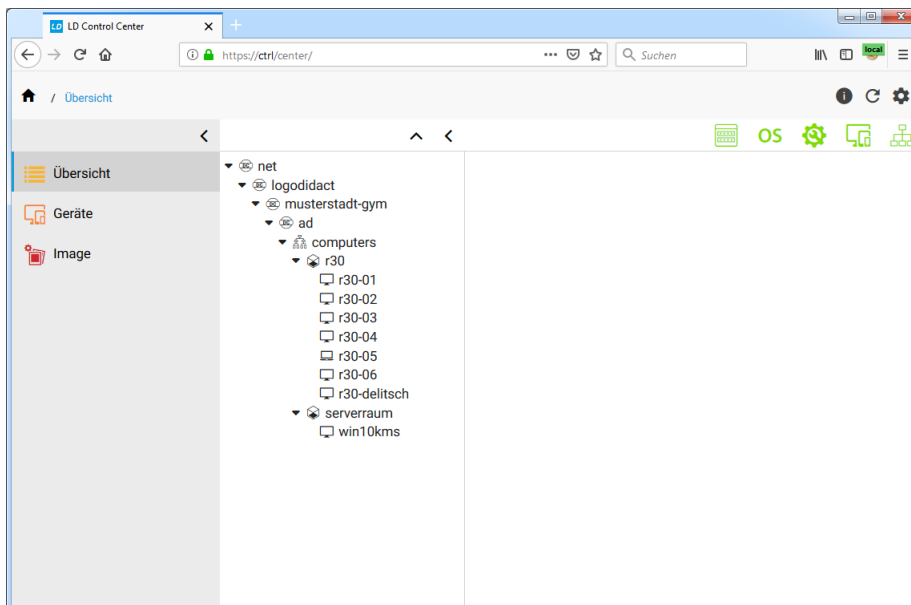 LD LD Control Center
https://ctrl/center/
Suchen
local
/ Übersicht
OS
Übersicht
Geräte
Image
net
logodidact
musterstadt-gym
ad
computers
r30
r30-01
r30-02
r30-03
r30-04
r30-05
r30-06
r30-delitsch
serverraum
win10kms